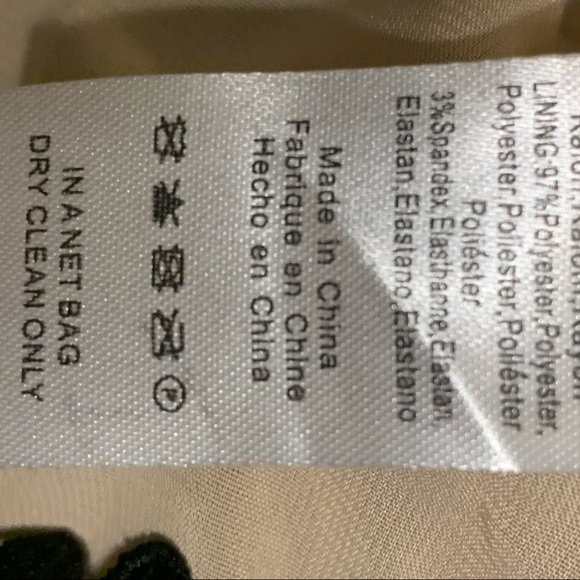 LINING:97%Polyester,Polyester,
Polyester,Poliester,Poliéster
Poliéster
3%Spandex,Elasthanne,Elastan,
Elastan,Elastano,Elastano
Made in China
Fabrique en Chine
Hecho en China
P
IN A NET BAG
DRY CLEAN ONLY